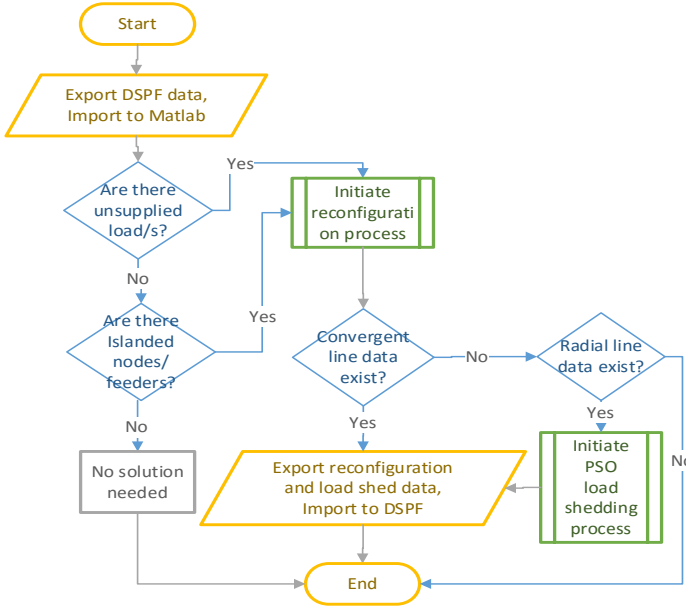 Start
Export DSPF data,
Import to Matlab
Yes
Are there
unsupplied
load/s?
Initiate
reconfigurati
on process
No
Are there
Islanded
nodes/
feeders?
Yes
Convergent
line data
exist?
No
Radial line
data exist?
No
Yes
Yes
No solution
needed
Export reconfiguration
and load shed data,
Import to DSPF
Initiate
PSO
load
shedding
process
No
End